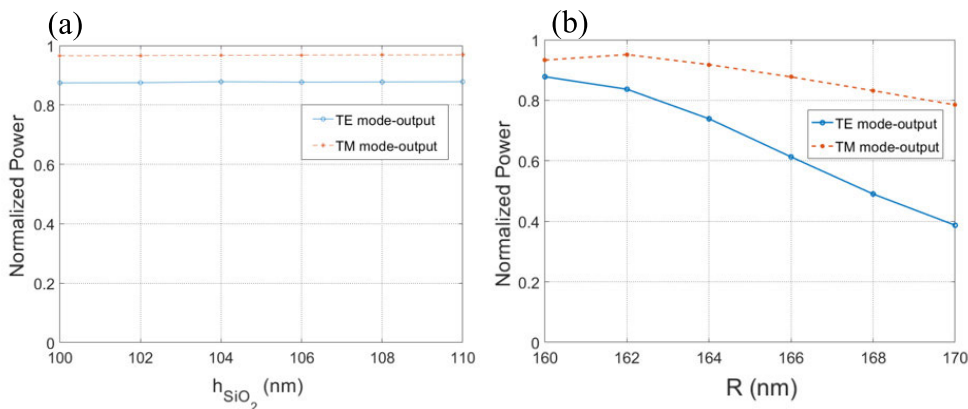 (a)
1
0.8
0.6
0.4
0.2
0
Normalized Power
TE mode-output
TM mode-output
100 102 104 106 108 110
h_SiO2 (nm)
(b)
1
0.8
0.6
0.4
0.2
0
Normalized Power
TE mode-output
TM mode-output
160 162 164 166 168 170
R (nm)